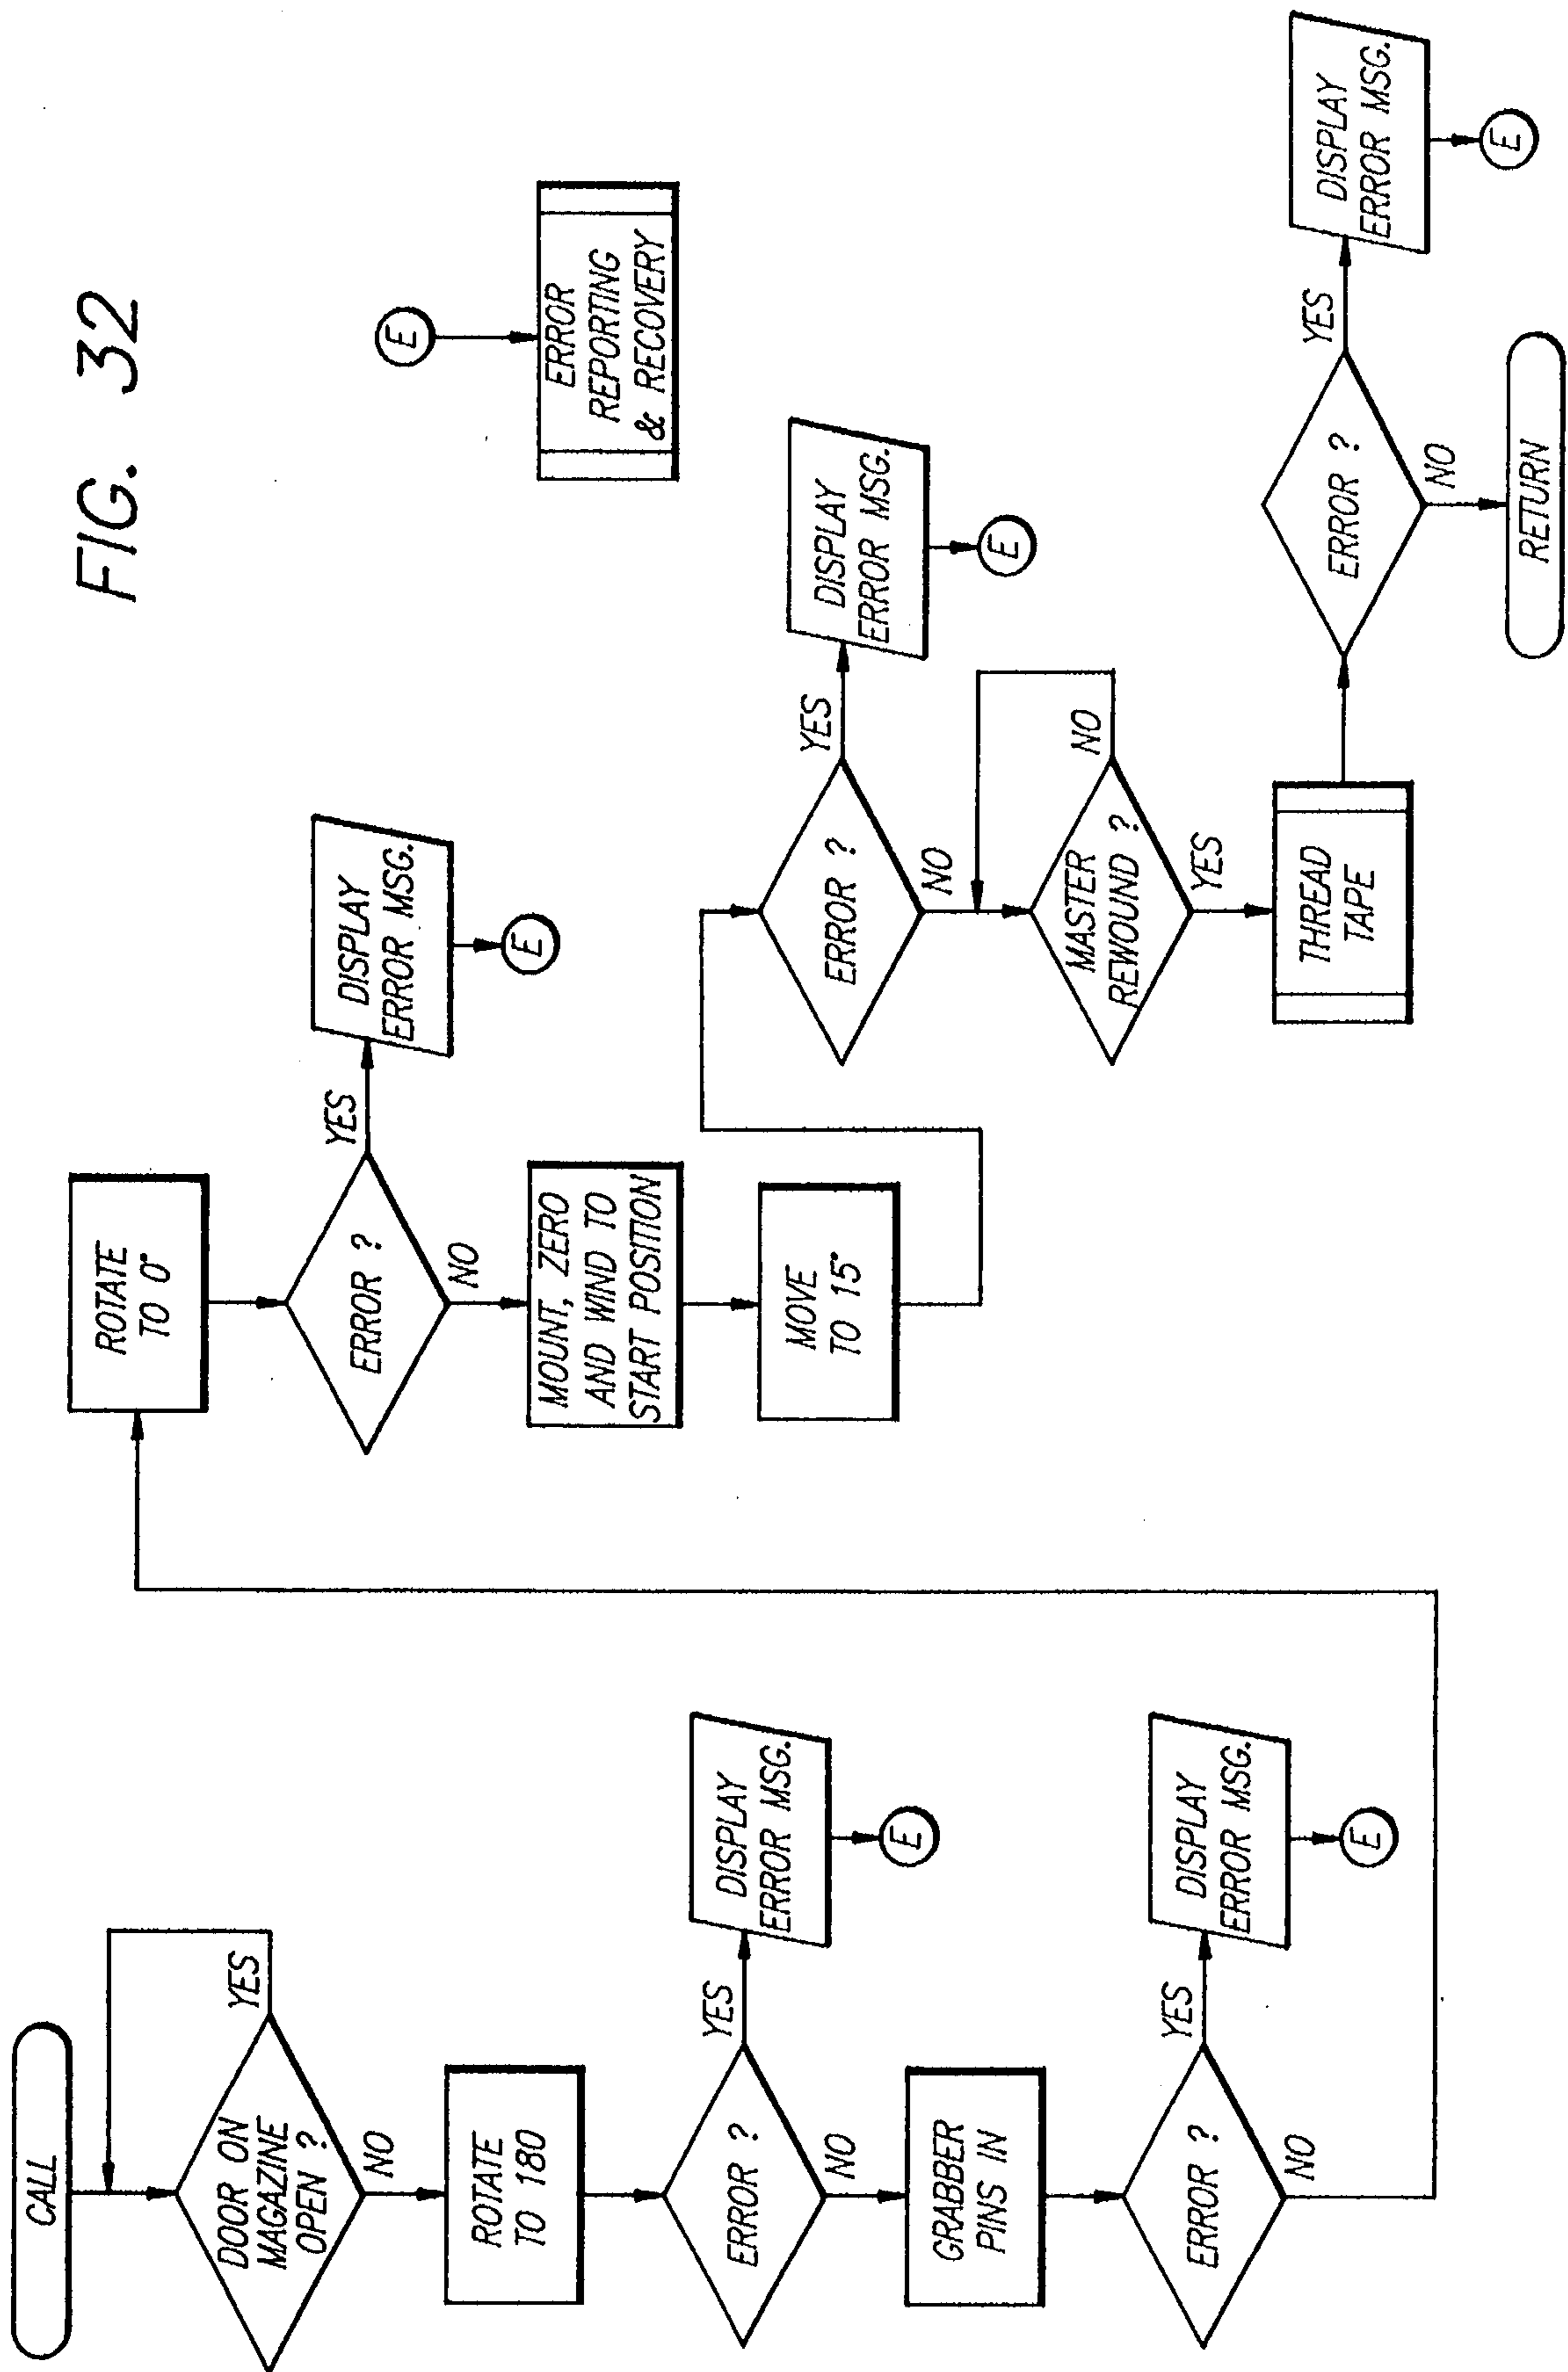 FIG. 32
CALL
DOOR ON
MAGAZINE
OPEN ?
YES
NO
ROTATE
TO 180
ERROR ?
YES
DISPLAY
ERROR MSG.
E
NO
GRABBER
PINS IN
ERROR ?
YES
DISPLAY
ERROR MSG.
E
NO
ROTATE
TO 0°
ERROR ?
YES
DISPLAY
ERROR MSG.
E
NO
MOUNT, ZERO
AND WIND TO
START POSITION
MOVE
TO 15°
ERROR ?
YES
DISPLAY
ERROR MSG.
E
NO
MASTER
REWOUND ?
NO
YES
THREAD
TAPE
ERROR ?
YES
DISPLAY
ERROR MSG.
E
NO
RETURN
E
ERROR
REPORTING
& RECOVERY